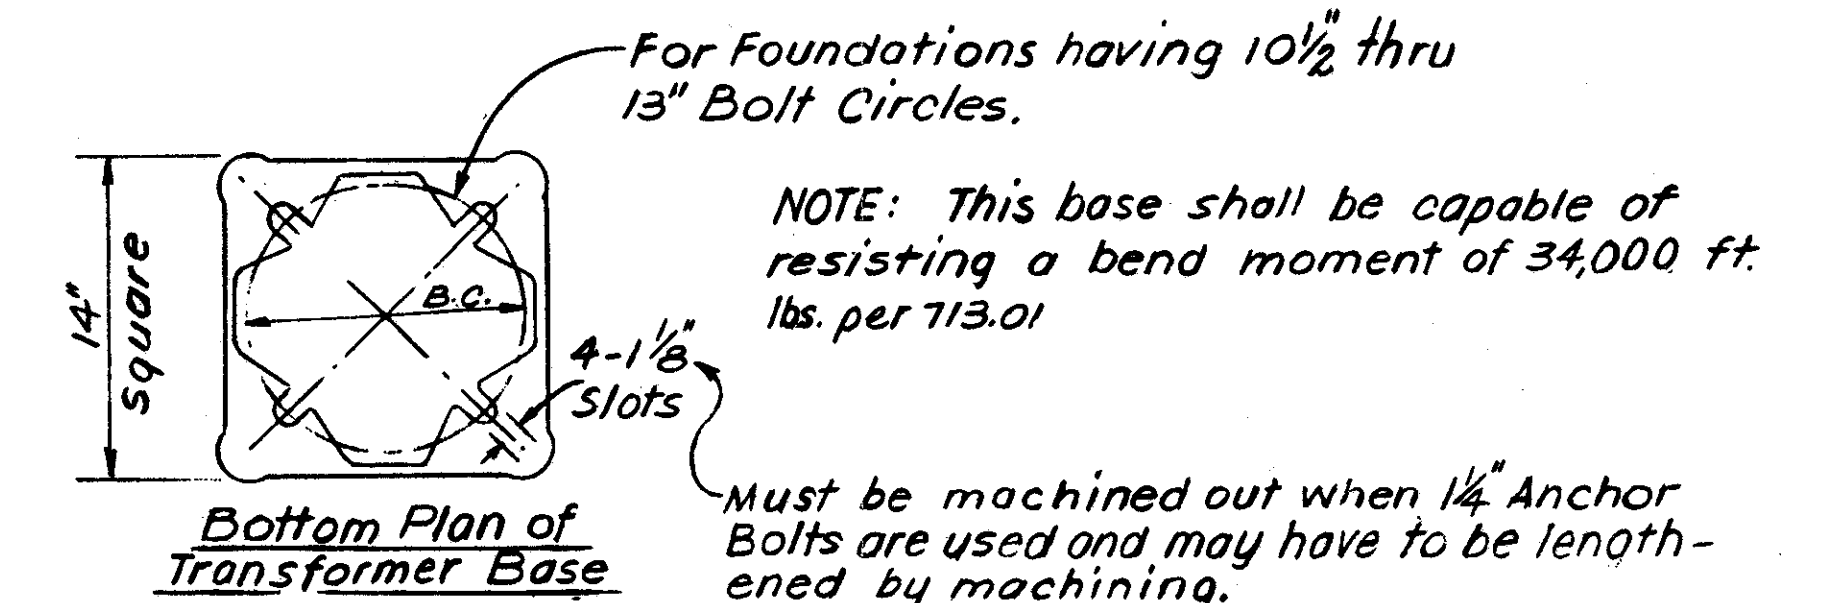 For Foundations having 10½" thru
13" Bolt Circles.
NOTE: This base shall be capable of
resisting a bend moment of 34,000 ft.
lbs. per 713.01
14"
square
B.C.
4-1⅛"
Slots
Must be machined out when 1¼" Anchor
Bolts are used and may have to be length-
ened by machining.
Bottom Plan of
Transformer Base